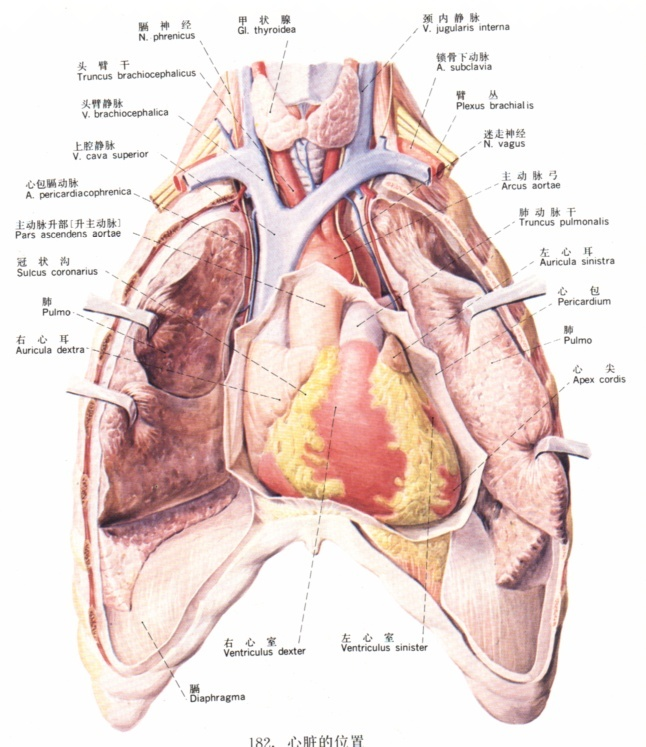 膈神经
N. phrenicus
甲状腺
Gl. thyroidea
颈内静脉
V. jugularis interna
头臂干
Truncus brachiocephalicus
锁骨下动脉
A. subclavia
头臂静脉
V. brachiocephalica
臂丛
Plexus brachialis
上腔静脉
V. cava superior
迷走神经
N. vagus
心包膈动脉
A. pericardiacophrenica
主动脉弓
Arcus aortae
主动脉升部[升主动脉]
Pars ascendens aortae
肺动脉干
Truncus pulmonalis
冠状沟
Sulcus coronarius
左心耳
Auricula sinistra
肺
Pulmo
心包
Pericardium
右心耳
Auricula dextra
肺
Pulmo
心尖
Apex cordis
右心室
Ventriculus dexter
左心室
Ventriculus sinister
膈
Diaphragma
182. 心脏的位置